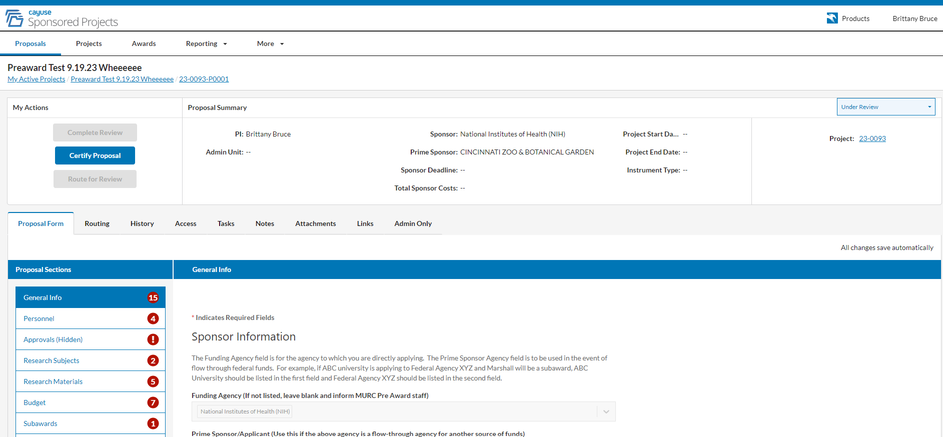 cayuse
Sponsored Projects
Products
Brittany Bruce
Proposals
Projects
Awards
Reporting
More
Preaward Test 9.19.23 Wheeeeee
My Active Projects / Preaward Test 9.19.23 Wheeeeee / 23-0093-P0001
My Actions
Complete Review
Certify Proposal
Route for Review
Proposal Summary
Under Review
PI: Brittany Bruce
Admin Unit: --
Sponsor: National Institutes of Health (NIH)
Prime Sponsor: CINCINNATI ZOO & BOTANICAL GARDEN
Sponsor Deadline: --
Total Sponsor Costs: --
Project Start Da... --
Project End Date: --
Instrument Type: --
Project: 23-0093
Proposal Form
Routing
History
Access
Tasks
Notes
Attachments
Links
Admin Only
All changes save automatically
Proposal Sections
General Info 15
Personnel 4
Approvals (Hidden) !
Research Subjects 2
Research Materials 5
Budget 7
Subawards 1
General Info
* Indicates Required Fields
Sponsor Information
The Funding Agency field is for the agency to which you are directly applying. The Prime Sponsor Agency field is to be used in the event of
flow through federal funds. For example, if ABC university is applying to Federal Agency XYZ and Marshall will be a subaward, ABC
University should be listed in the first field and Federal Agency XYZ should be listed in the second field.
Funding Agency (If not listed, leave blank and inform MURC Pre Award staff)
National Institutes of Health (NIH)
Prime Sponsor/Applicant (Use this if the above agency is a flow-through agency for another source of funds)